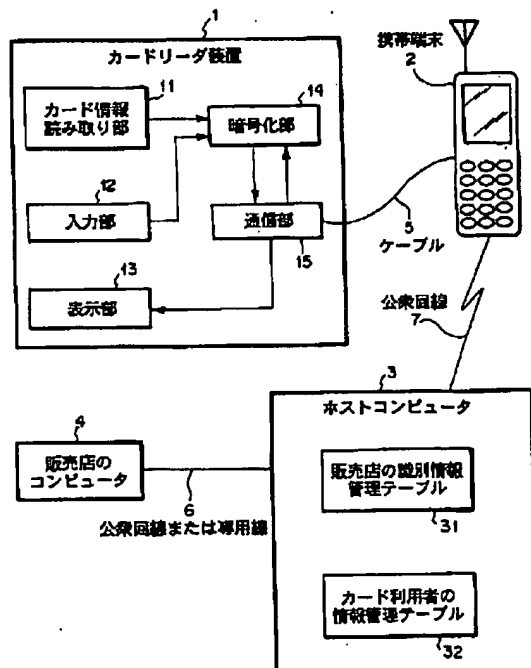 1
カードリーダ装置
11
カード情報
読み取り部
14
暗号化部
12
入力部
通信部
15
13
表示部
携帯端末
2
5
ケーブル
公衆回線
7
3
ホストコンピュータ
4
販売店の
コンピュータ
6
公衆回線または専用線
販売店の識別情報
管理テーブル
31
カード利用者の
情報管理テーブル
32